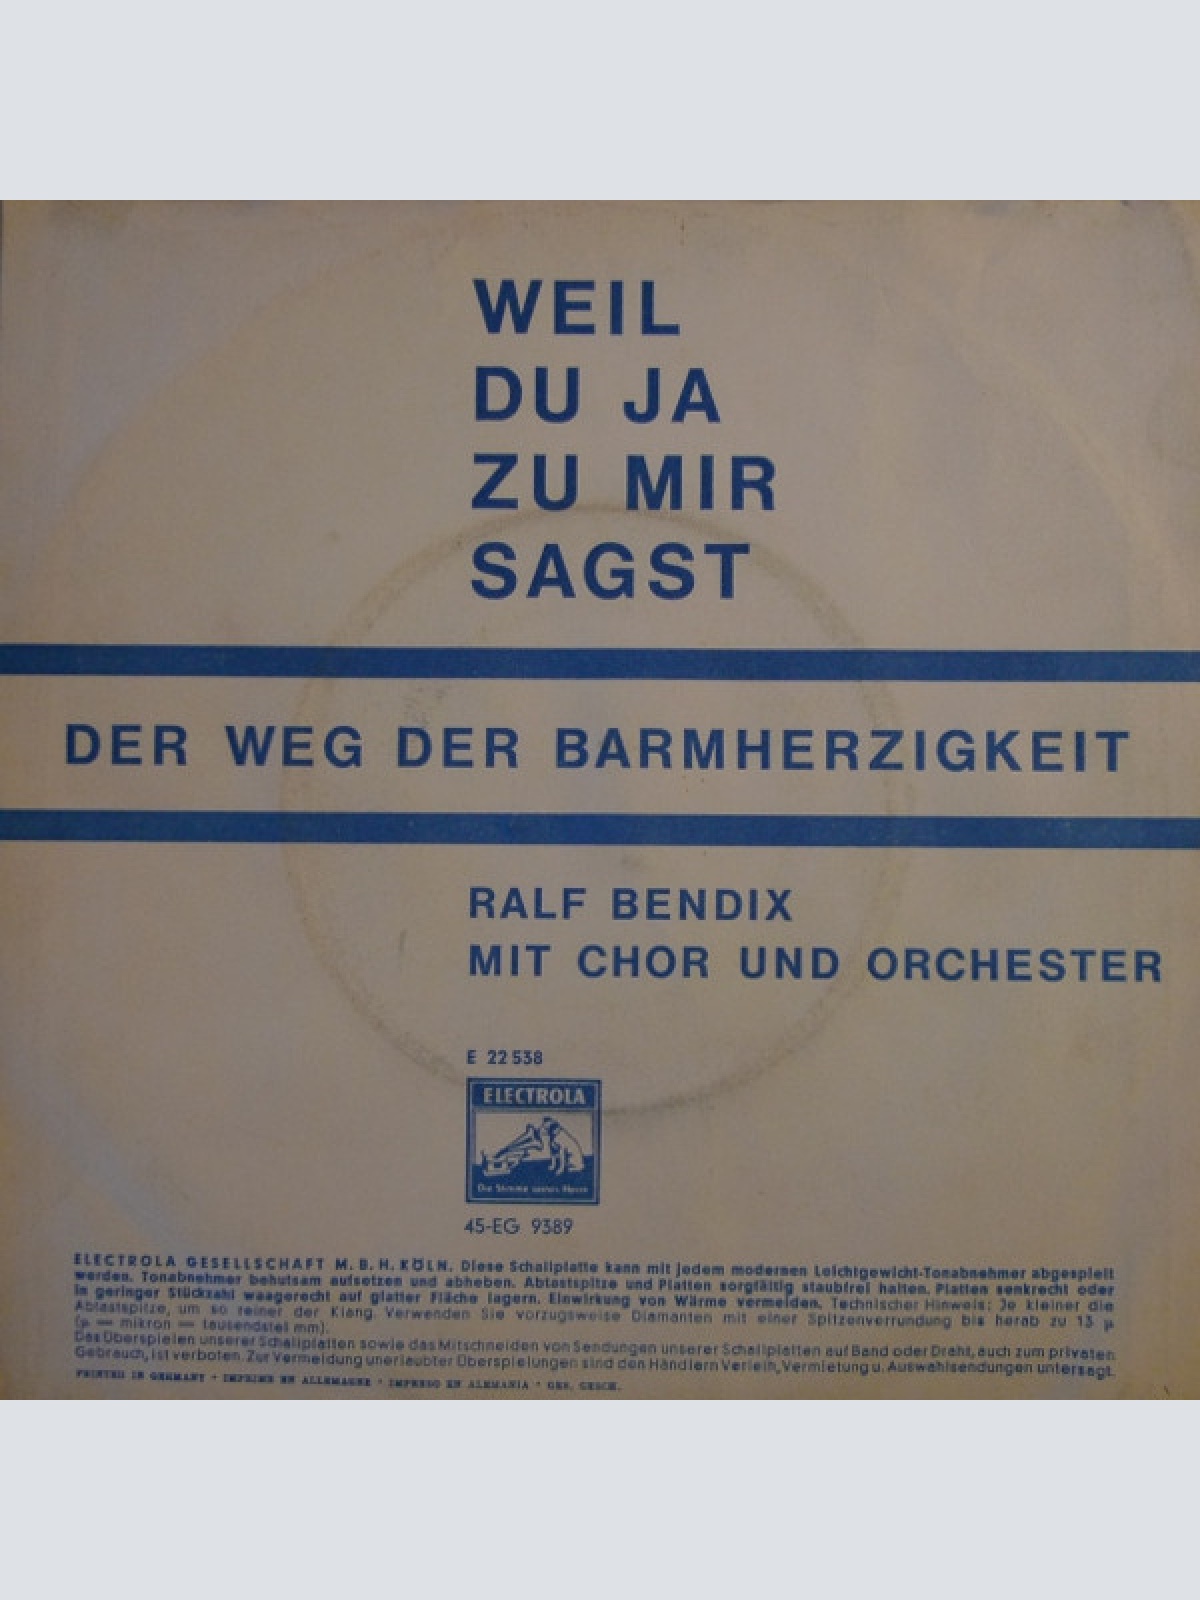 WEIL
DU JA
ZU MIR
SAGST
DER WEG DER BARMHERZIGKEIT
RALF BENDIX
MIT CHOR UND ORCHESTER
E 22 538
ELECTROLA
Die Stimme seines Herrn
45-EG 9389
ELECTROLA GESELLSCHAFT M. B. H. KÖLN. Diese Schallplatte kann mit jedem modernen Leichtgewicht-Tonabnehmer abgespielt
werden. Tonabnehmer behutsam aufsetzen und abheben. Abtastspitze und Platten sorgfältig staubfrei halten. Platten senkrecht oder
in geringer Stückzahl waagerecht auf glatter Fläche lagern. Einwirkung von Wärme vermeiden. Technischer Hinweis: Je kleiner die
Abtastspitze, um so reiner der Klang. Verwenden Sie vorzugsweise Diamanten mit einer Spitzenverrundung bis herab zu 13 µ
(µ = mikron = tausendstel mm).
Das Überspielen unserer Schallplatten sowie das Mitschneiden von Sendungen unserer Schallplatten auf Band oder Draht, auch zum privaten
Gebrauch, ist verboten. Zur Vermeidung unerlaubter Überspielungen sind den Händlern Verleih, Vermietung u. Auswahlsendungen untersagt.
PRINTED IN GERMANY · IMPRIMÉ EN ALLEMAGNE · IMPRESO EN ALEMANIA · GES. GESCH.